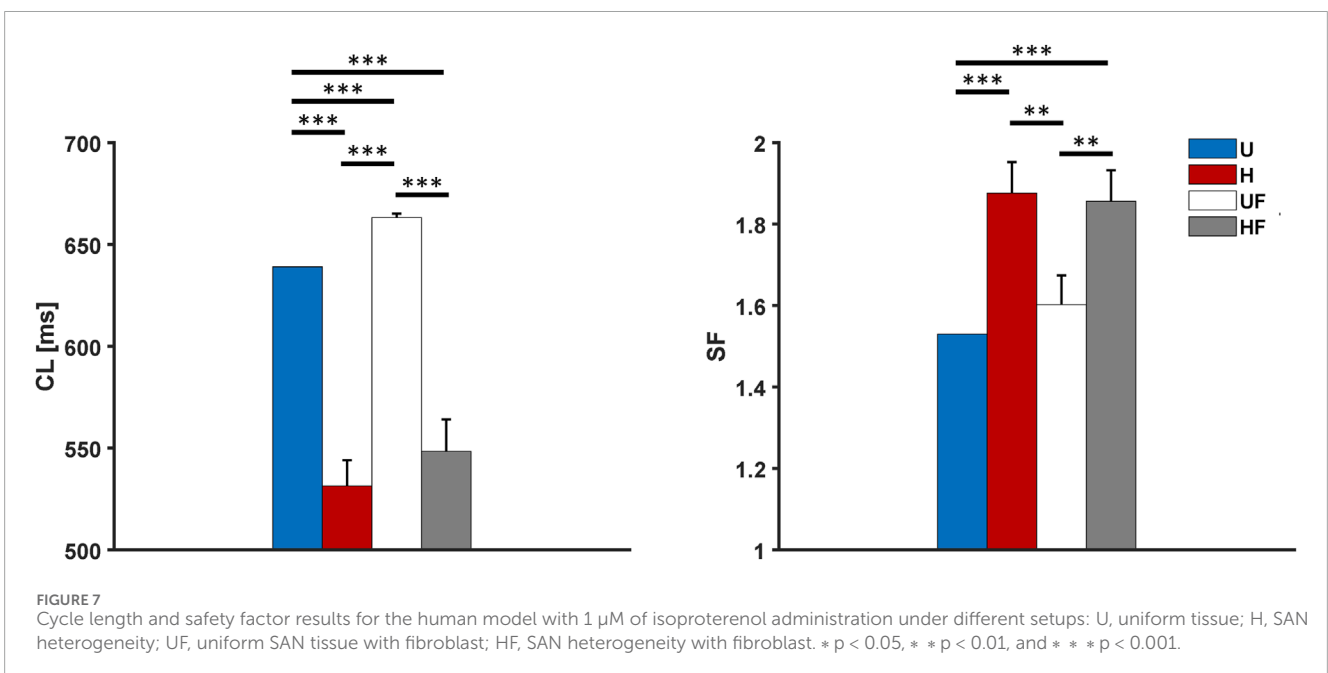 ***
***
***
***
***
CL [ms]
700
650
600
550
500
***
***
**
**
SF
2
1.8
1.6
1.4
1.2
1
U
H
UF
HF
FIGURE 7
Cycle length and safety factor results for the human model with 1 µM of isoproterenol administration under different setups: U, uniform tissue; H, SAN
heterogeneity; UF, uniform SAN tissue with fibroblast; HF, SAN heterogeneity with fibroblast. * p < 0.05, * * p < 0.01, and * * * p < 0.001.